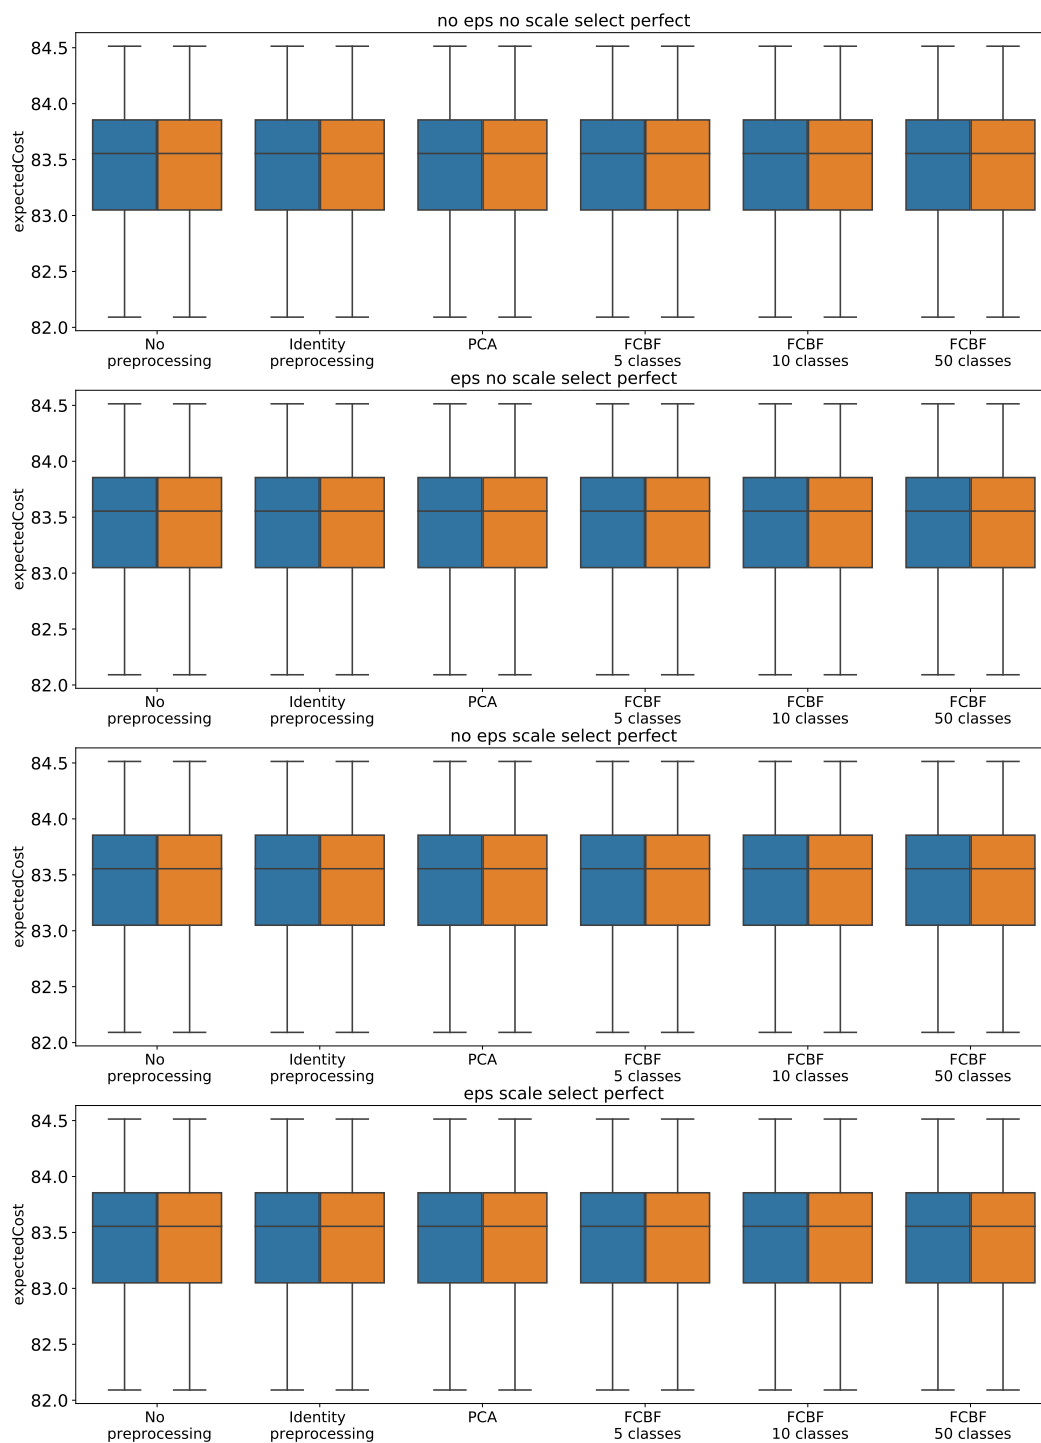 no eps no scale select perfect
expectedCost
84.5
84.0
83.5
83.0
82.5
82.0
No Identity PCA FCBF FCBF FCBF
preprocessing preprocessing 5 classes 10 classes 50 classes
eps no scale select perfect
expectedCost
84.5
84.0
83.5
83.0
82.5
82.0
No Identity PCA FCBF FCBF FCBF
preprocessing preprocessing 5 classes 10 classes 50 classes
no eps scale select perfect
expectedCost
84.5
84.0
83.5
83.0
82.5
82.0
No Identity PCA FCBF FCBF FCBF
preprocessing preprocessing 5 classes 10 classes 50 classes
eps scale select perfect
expectedCost
84.5
84.0
83.5
83.0
82.5
82.0
No Identity PCA FCBF FCBF FCBF
preprocessing preprocessing 5 classes 10 classes 50 classes